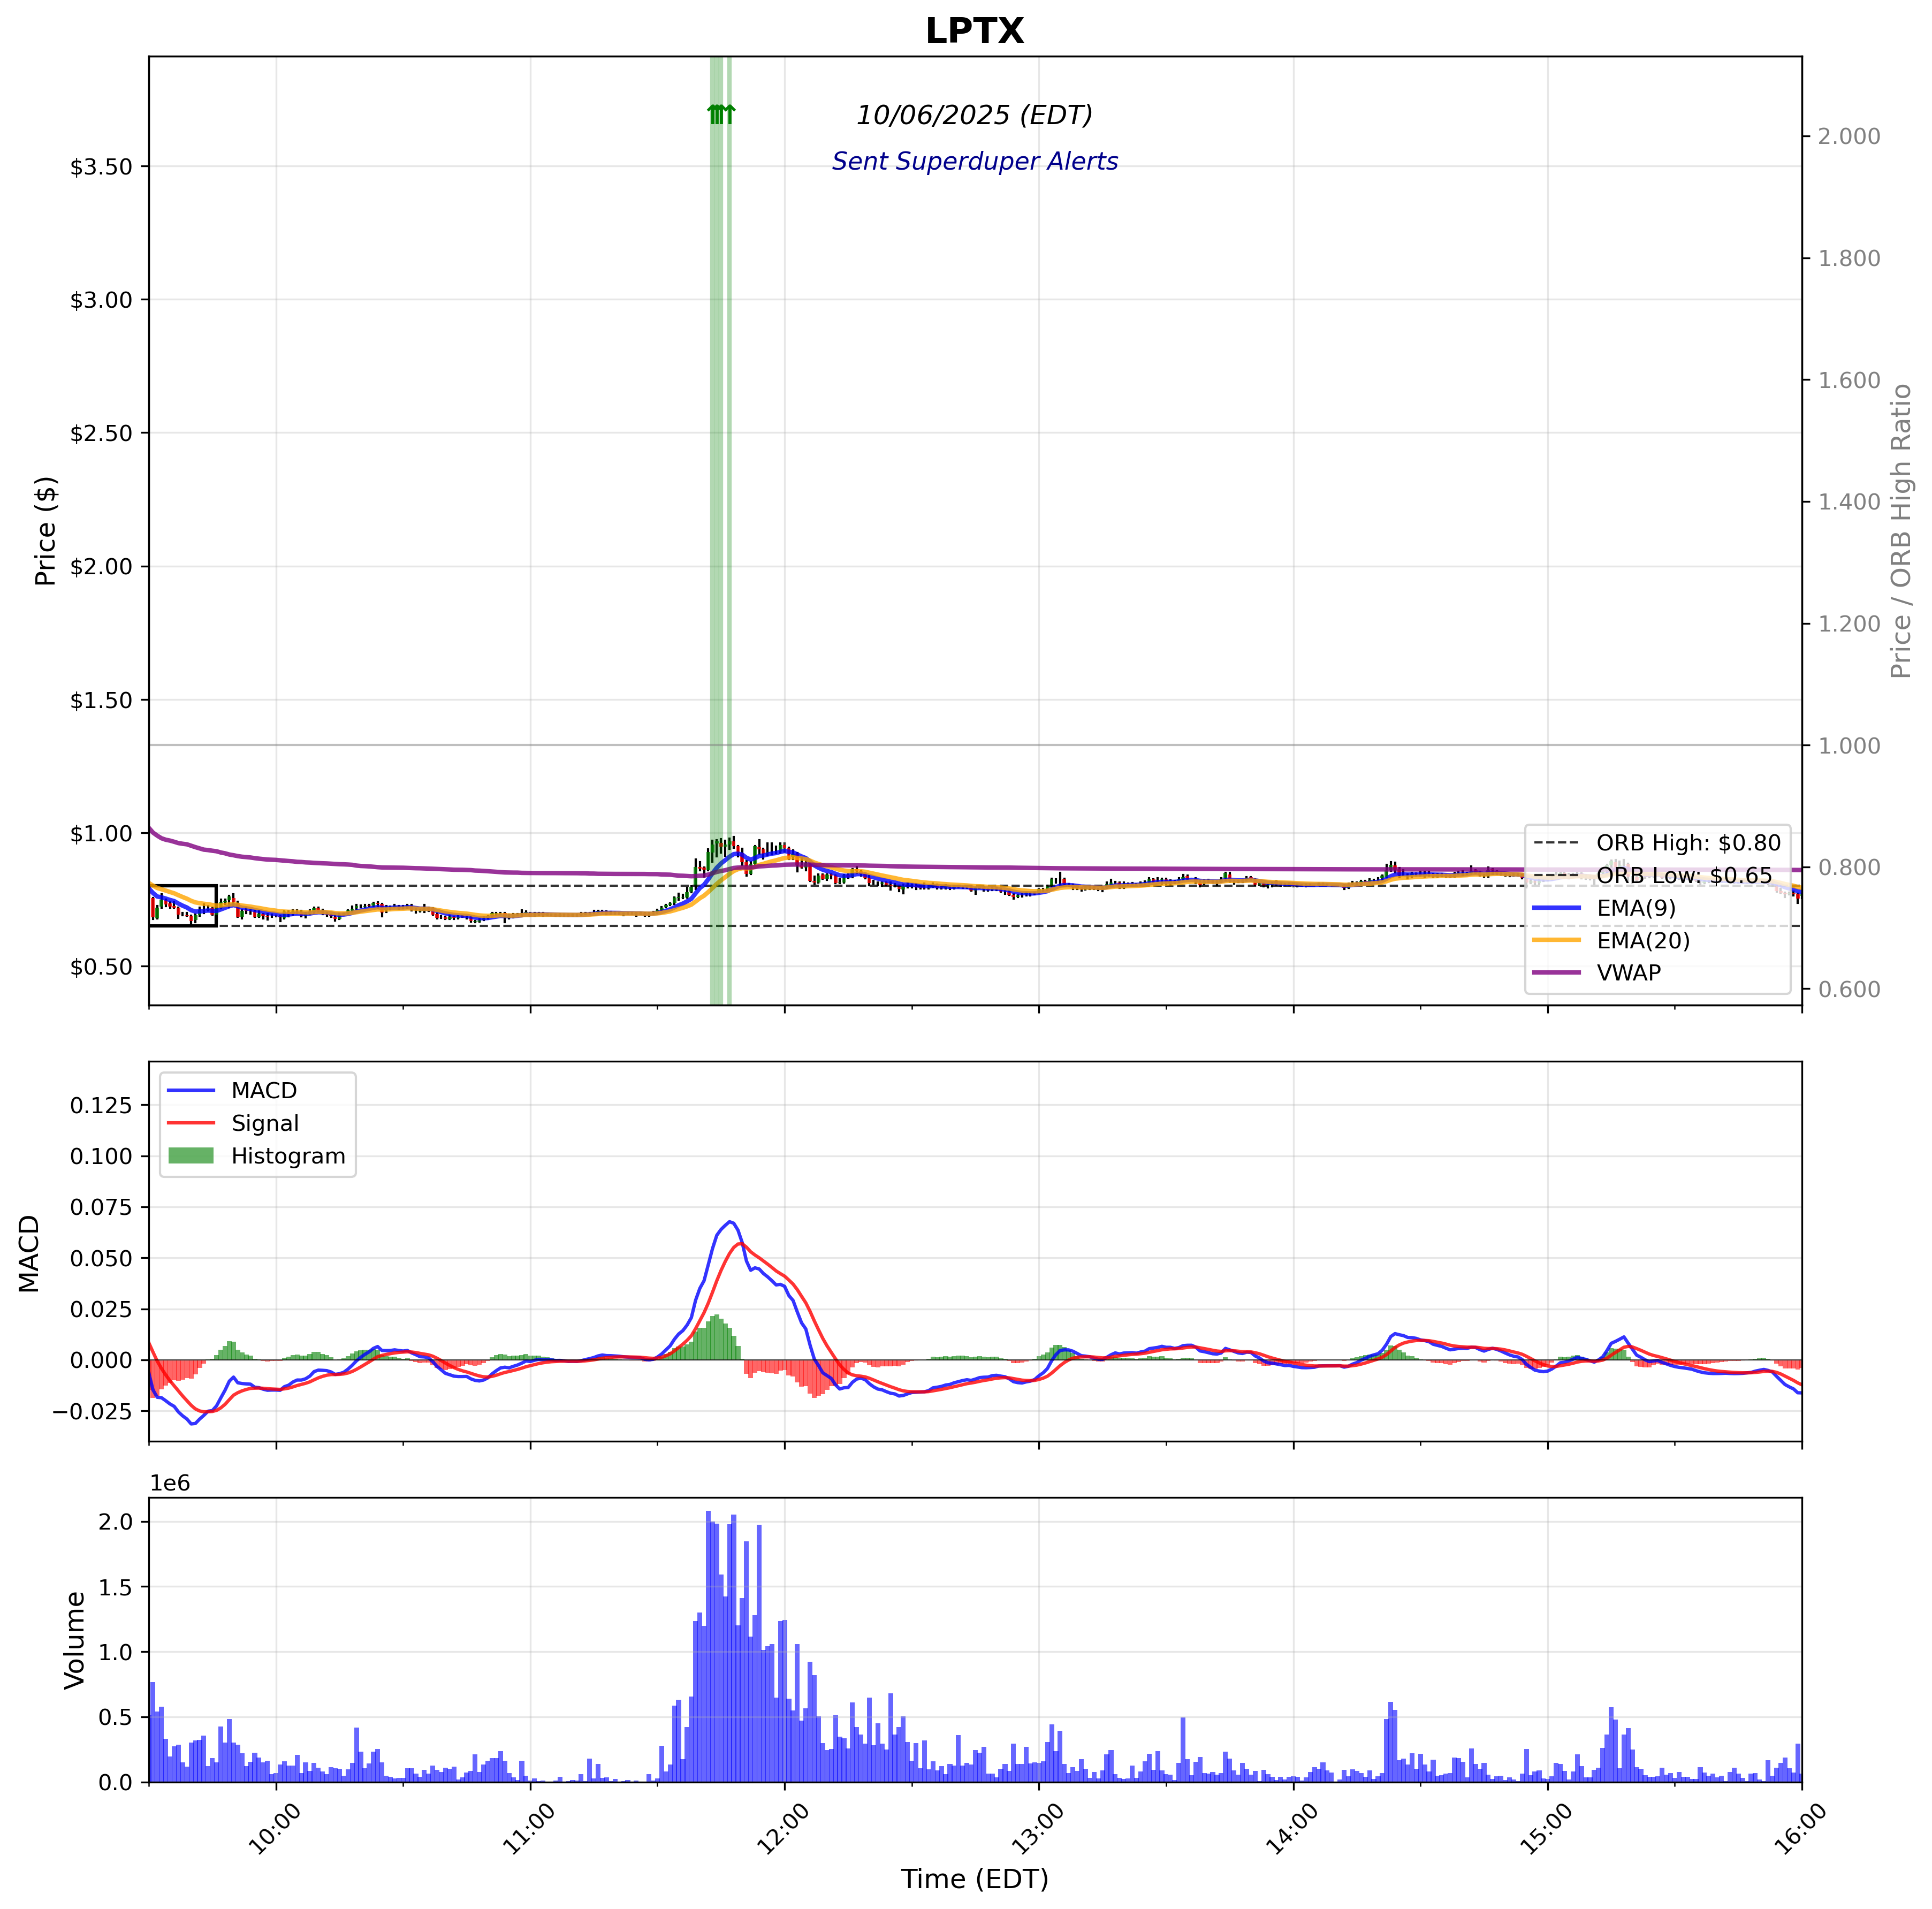 LPTX
10/06/2025 (EDT)
Sent Superduper Alerts
Price ($)
$3.50
$3.00
$2.50
$2.00
$1.50
$1.00
$0.50
2.000
1.800
1.600
1.400
1.200
1.000
0.800
0.600
Price / ORB High Ratio
ORB High: $0.80
ORB Low: $0.65
EMA(9)
EMA(20)
VWAP
MACD
0.125
0.100
0.075
0.050
0.025
0.000
−0.025
MACD
Signal
Histogram
1e6
Volume
2.0
1.5
1.0
0.5
0.0
10:00
11:00
12:00
13:00
14:00
15:00
16:00
Time (EDT)